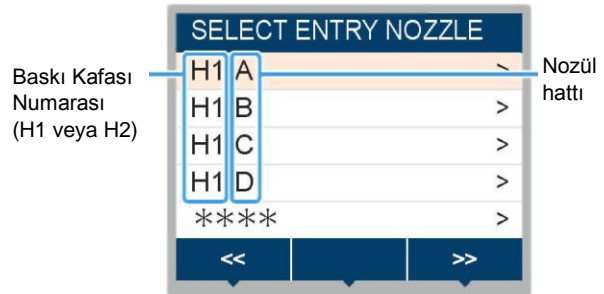 SELECT ENTRY NOZZLE
Baskı Kafası
Numarası
(H1 veya H2)
H1 A >
H1 B >
H1 C >
H1 D >
**** >
<< >>
Nozül
hattı